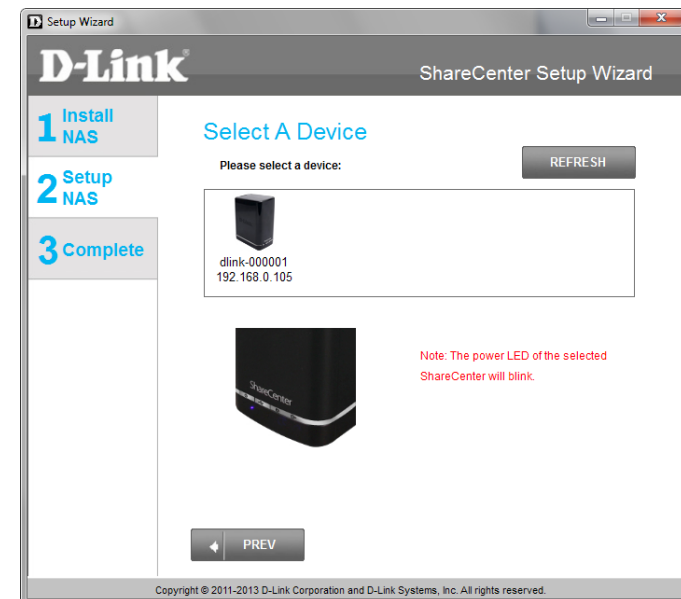 Setup Wizard
D-Link®
ShareCenter Setup Wizard
1 Install
NAS
2 Setup
NAS
3 Complete
Select A Device
Please select a device:
REFRESH
dlink-000001
192.168.0.105
ShareCenter
Note: The power LED of the selected
ShareCenter will blink.
PREV
Copyright © 2011-2013 D-Link Corporation and D-Link Systems, Inc. All rights reserved.